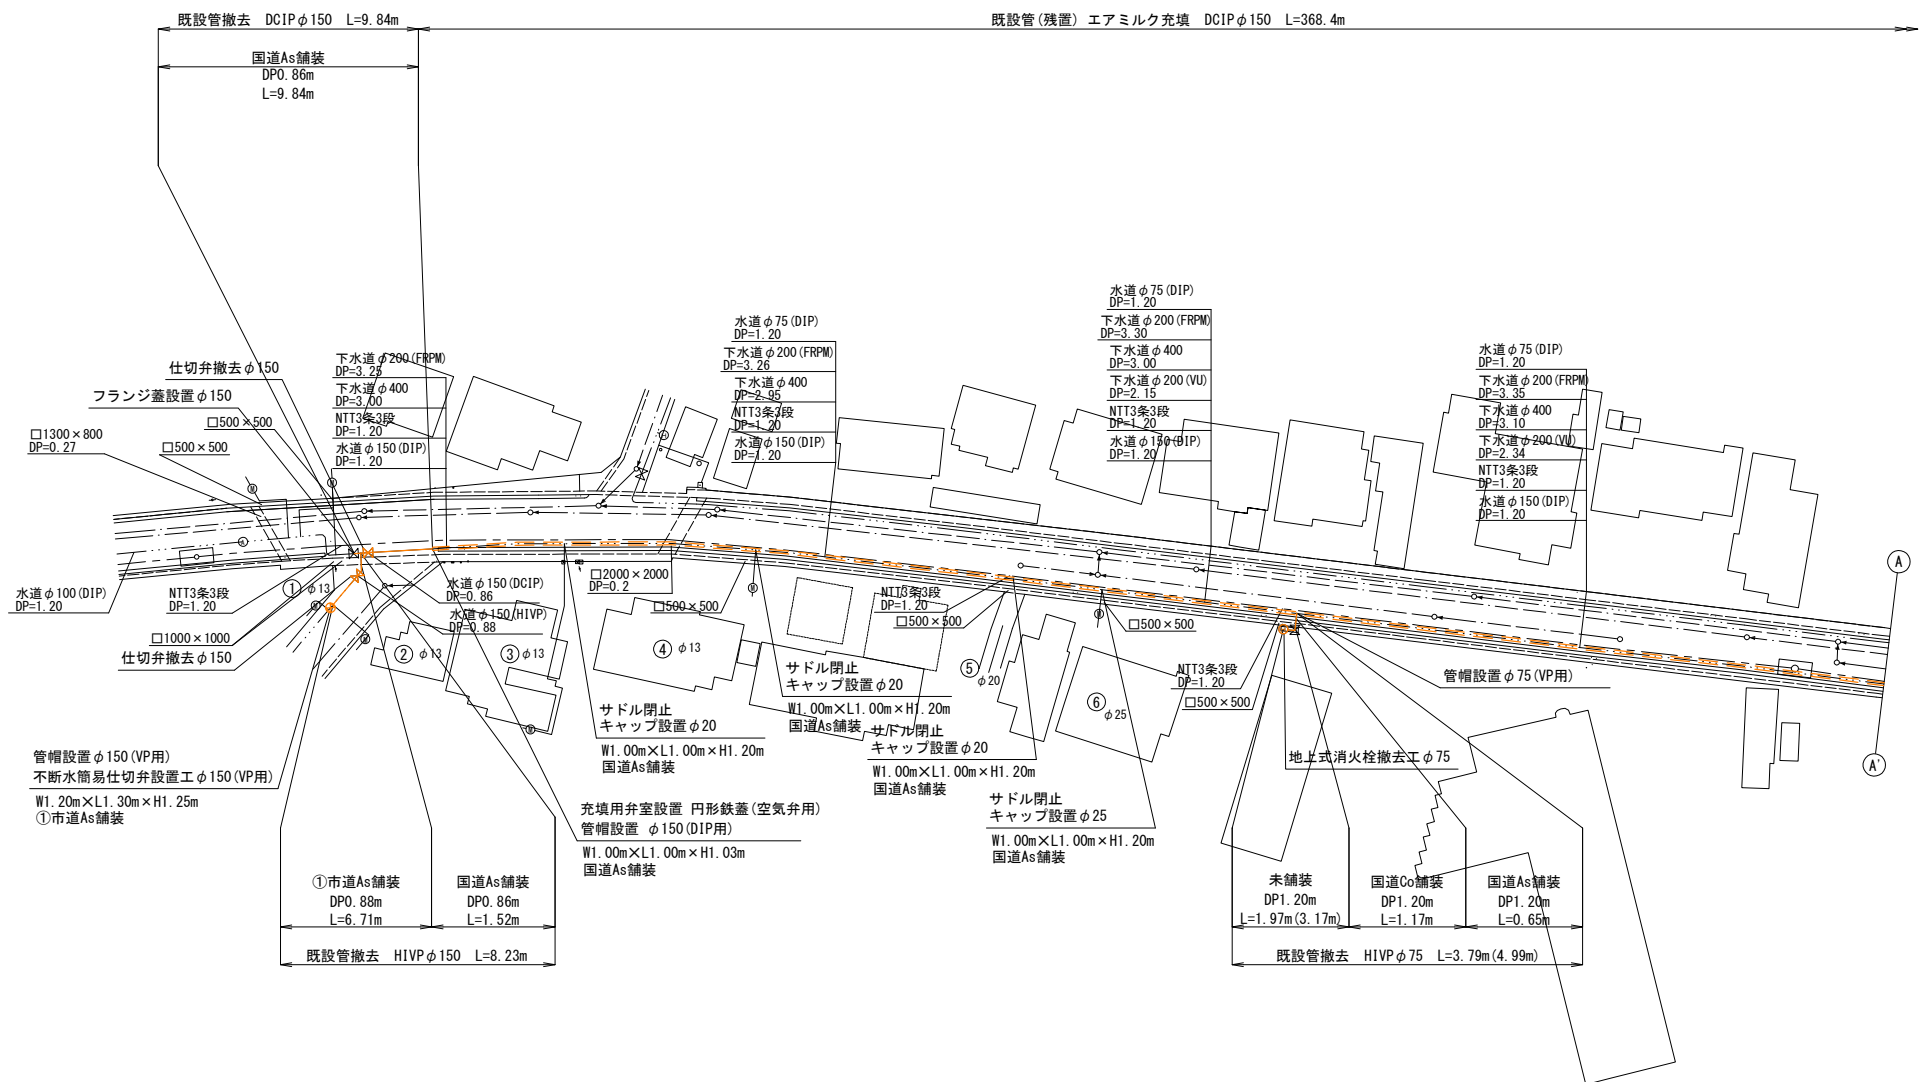 既設管撤去 DCIPφ150 L=9.84m
既設管(残置) エアミルク充填 DCIPφ150 L=368.4m
国道As舗装
DP0.86m
L=9.84m
仕切弁撤去φ150
フランジ蓋設置φ150
□500×500
□1300×800
DP=0.27
□500×500
下水道φ200(FRPM)
DP=3.25
下水道φ400
DP=3.00
NTT3条3段
DP=1.20
水道φ150(DIP)
DP=1.20
水道φ75(DIP)
DP=1.20
下水道φ200(FRPM)
DP=3.26
下水道φ400
DP=2.95
NTT3条3段
DP=1.20
水道φ150(DIP)
DP=1.20
水道φ75(DIP)
DP=1.20
下水道φ200(FRPM)
DP=3.30
下水道φ400
DP=3.00
下水道φ200(VU)
DP=2.15
NTT3条3段
DP=1.20
水道φ150(DIP)
DP=1.20
水道φ75(DIP)
DP=1.20
下水道φ200(FRPM)
DP=3.35
下水道φ400
DP=3.10
下水道φ200(VU)
DP=2.34
NTT3条3段
DP=1.20
水道φ150(DIP)
DP=1.20
A
A'
水道φ100(DIP)
DP=1.20
NTT3条3段
DP=1.20
① φ13
□1000×1000
仕切弁撤去φ150
水道φ150(DCIP)
DP=0.86
水道φ150(HIVP)
DP=0.88
② φ13
③ φ13
□2000×2000
DP=0.2
□500×500
④ φ13
NTT3条3段
DP=1.20
□500×500
⑤ φ20
□500×500
⑥ φ25
NTT3条3段
DP=1.20
□500×500
管帽設置φ75(VP用)
地上式消火栓撤去工φ75
サドル閉止
キャップ設置φ20
W1.00m×L1.00m×H1.20m
国道As舗装
サドル閉止
キャップ設置φ20
W1.00m×L1.00m×H1.20m
国道As舗装
サドル閉止
キャップ設置φ20
W1.00m×L1.00m×H1.20m
国道As舗装
サドル閉止
キャップ設置φ25
W1.00m×L1.00m×H1.20m
国道As舗装
管帽設置φ150(VP用)
不断水簡易仕切弁設置工φ150(VP用)
W1.20m×L1.30m×H1.25m
①市道As舗装
充填用弁室設置 円形鉄蓋(空気弁用)
管帽設置 φ150(DIP用)
W1.00m×L1.00m×H1.03m
国道As舗装
①市道As舗装
DP0.88m
L=6.71m
国道As舗装
DP0.86m
L=1.52m
既設管撤去 HIVPφ150 L=8.23m
未舗装
DP1.20m
L=1.97m(3.17m)
国道Co舗装
DP1.20m
L=1.17m
国道As舗装
DP1.20m
L=0.65m
既設管撤去 HIVPφ75 L=3.79m(4.99m)